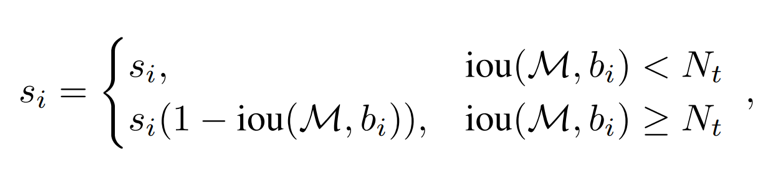 s_i = { s_i, iou(ℳ, b_i) < N_t
s_i(1 − iou(ℳ, b_i)), iou(ℳ, b_i) ≥ N_t ,